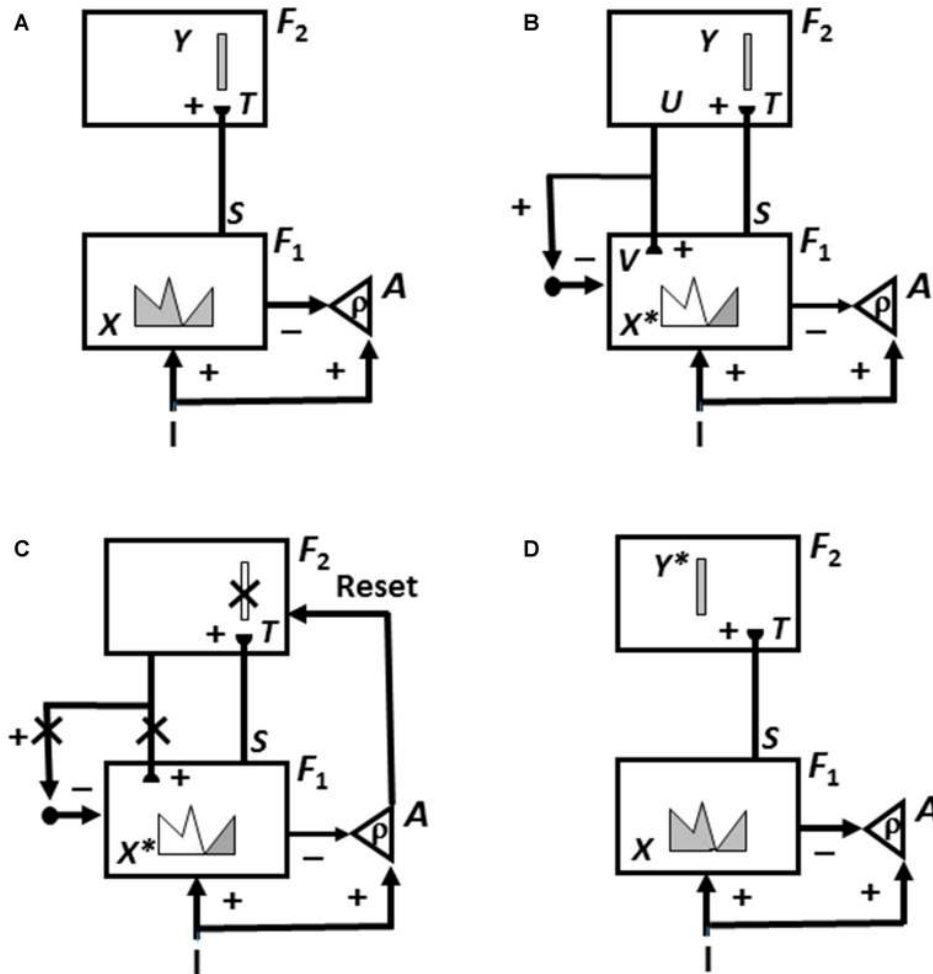 A
F2
Y
+ T
S
F1
X
−
ρ
A
+ +
I
B
F2
Y
U + T
+
S
F1
−
V +
X*
−
ρ
A
+ +
I
C
F2
Reset
+ T
+
S
F1
−
+
X*
−
ρ
A
+ +
I
D
F2
Y*
+ T
S
F1
X
−
ρ
A
+ +
I